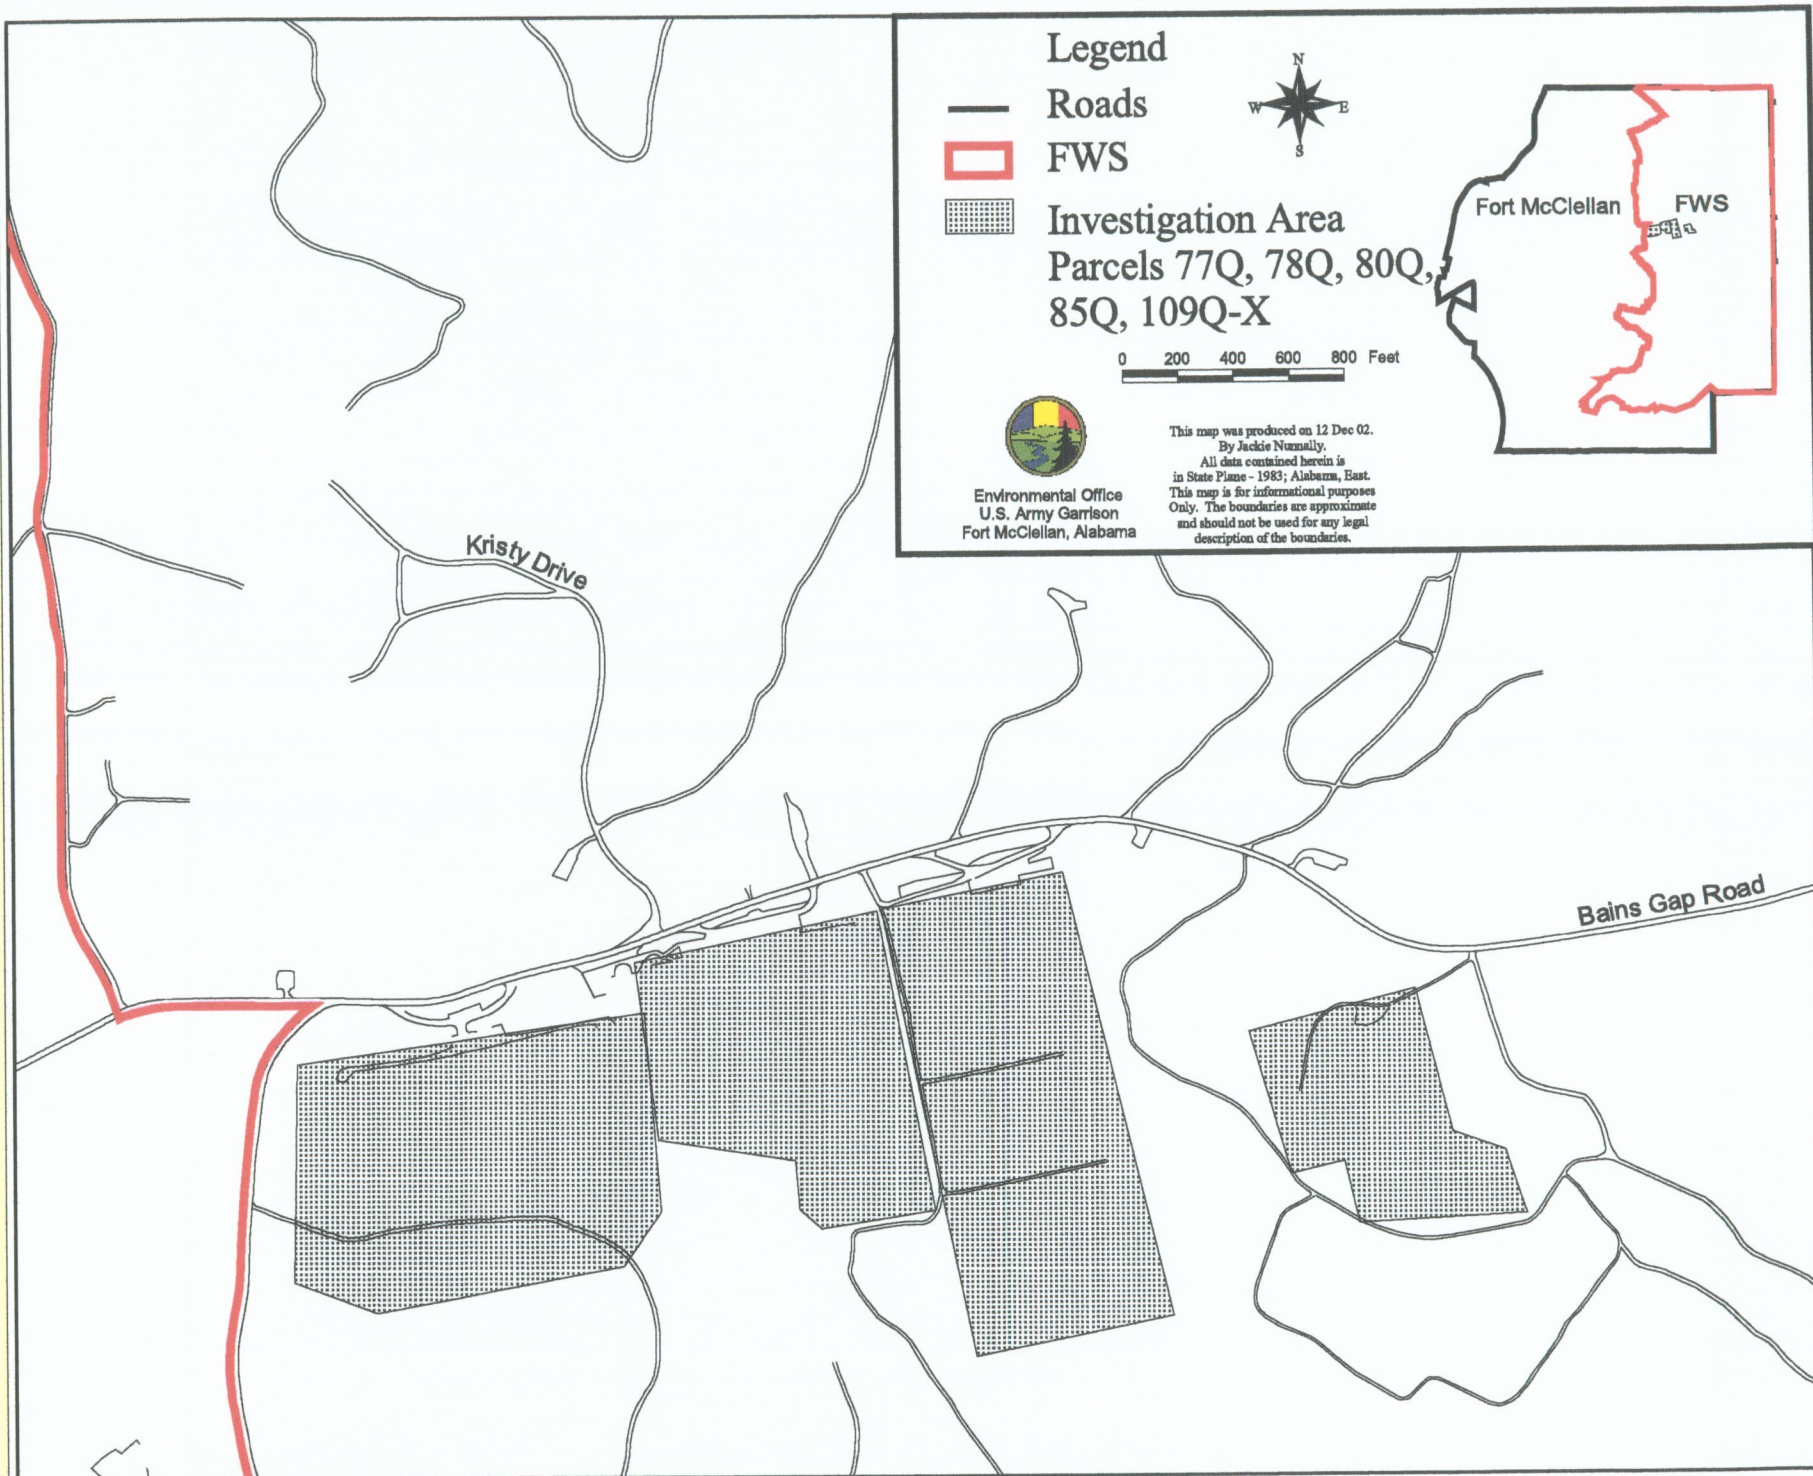 Legend
N
W
E
S
Roads
FWS
Investigation Area
Parcels 77Q, 78Q, 80Q,
85Q, 109Q-X
Fort McClellan
FWS
0 200 400 600 800 Feet
Environmental Office
U.S. Army Garrison
Fort McClellan, Alabama
This map was produced on 12 Dec 02.
By Jackie Nunnally.
All data contained herein is
in State Plane - 1983; Alabama, East.
This map is for informational purposes
Only. The boundaries are approximate
and should not be used for any legal
description of the boundaries.
Kristy Drive
Bains Gap Road